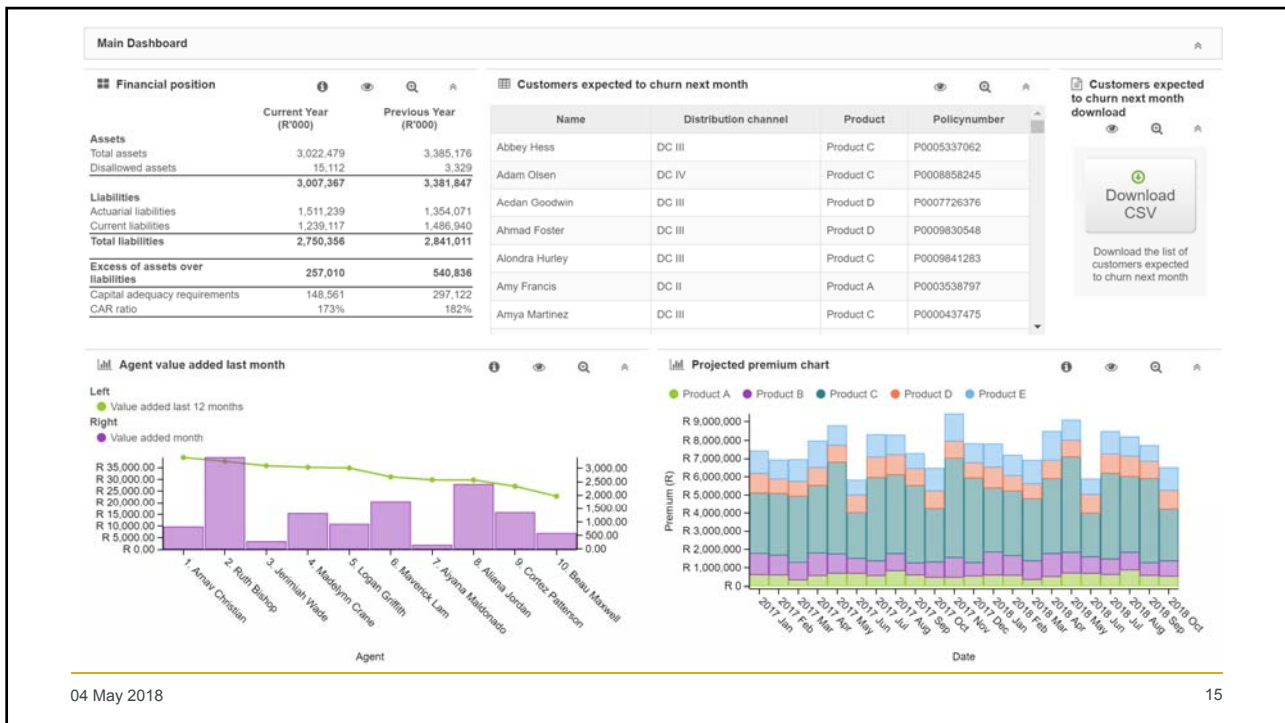 Main Dashboard
Financial position
Current Year
(R'000)
Previous Year
(R'000)
Assets
Total assets 3,022,479 3,385,176
Disallowed assets 15,112 3,329
3,007,367 3,381,847
Liabilities
Actuarial liabilities 1,511,239 1,354,071
Current liabilities 1,239,117 1,486,940
Total liabilities 2,750,356 2,841,011
Excess of assets over
liabilities 257,010 540,836
Capital adequacy requirements 148,561 297,122
CAR ratio 173% 182%
Customers expected to churn next month
Name Distribution channel Product Policynumber
Abbey Hess DC III Product C P0005337062
Adam Olsen DC IV Product C P0008858245
Aedan Goodwin DC III Product D P0007726376
Ahmad Foster DC III Product D P0009830548
Alondra Hurley DC III Product C P0009841283
Amy Francis DC II Product A P0003538797
Amya Martinez DC III Product C P0000437475
Customers expected
to churn next month
download
Download
CSV
Download the list of
customers expected
to churn next month
Agent value added last month
Left
Value added last 12 months
Right
Value added month
R 35,000.00
R 30,000.00
R 25,000.00
R 20,000.00
R 15,000.00
R 10,000.00
R 5,000.00
R 0.00
3,000.00
2,500.00
2,000.00
1,500.00
1,000.00
500.00
0.00
1. Arnav Christian
2. Ruth Bishop
3. Jerimiah Wade
4. Madelynn Crane
5. Logan Griffith
6. Maverick Lam
7. Aiyana Maldonado
8. Aliana Jordan
9. Cortez Patterson
10. Beau Maxwell
Agent
Projected premium chart
Product A Product B Product C Product D Product E
Premium (R)
R 9,000,000
R 8,000,000
R 7,000,000
R 6,000,000
R 5,000,000
R 4,000,000
R 3,000,000
R 2,000,000
R 1,000,000
R 0
2017 Jan
2017 Feb
2017 Mar
2017 Apr
2017 May
2017 Jul
2017 Aug
2017 Sep
2017 Oct
2017 Nov
2017 Dec
2018 Jan
2018 Feb
2018 Mar
2018 Apr
2018 May
2018 Jun
2018 Jul
2018 Aug
2018 Sep
2018 Oct
Date
04 May 2018
15